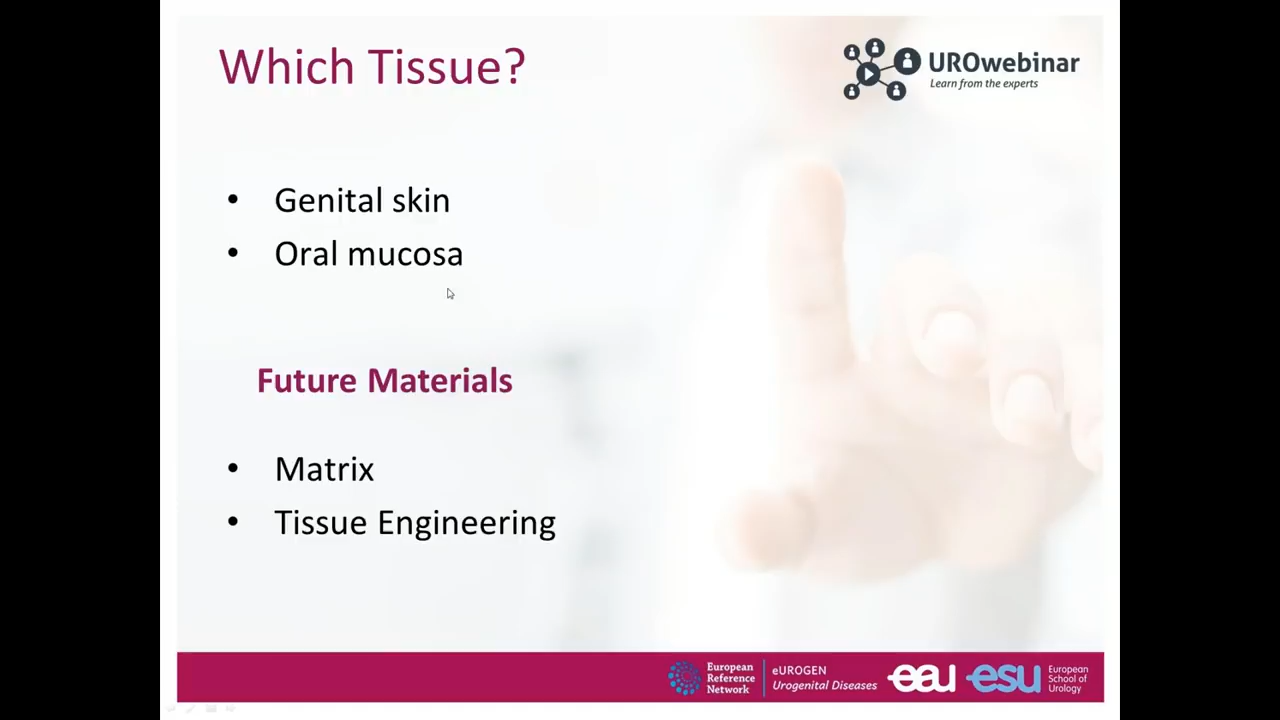 Which Tissue?
UROwebinar
Learn from the experts
• Genital skin
• Oral mucosa
Future Materials
• Matrix
• Tissue Engineering
European
Reference
Network
eUROGEN
Urogenital Diseases
eau
esu
European
School of
Urology